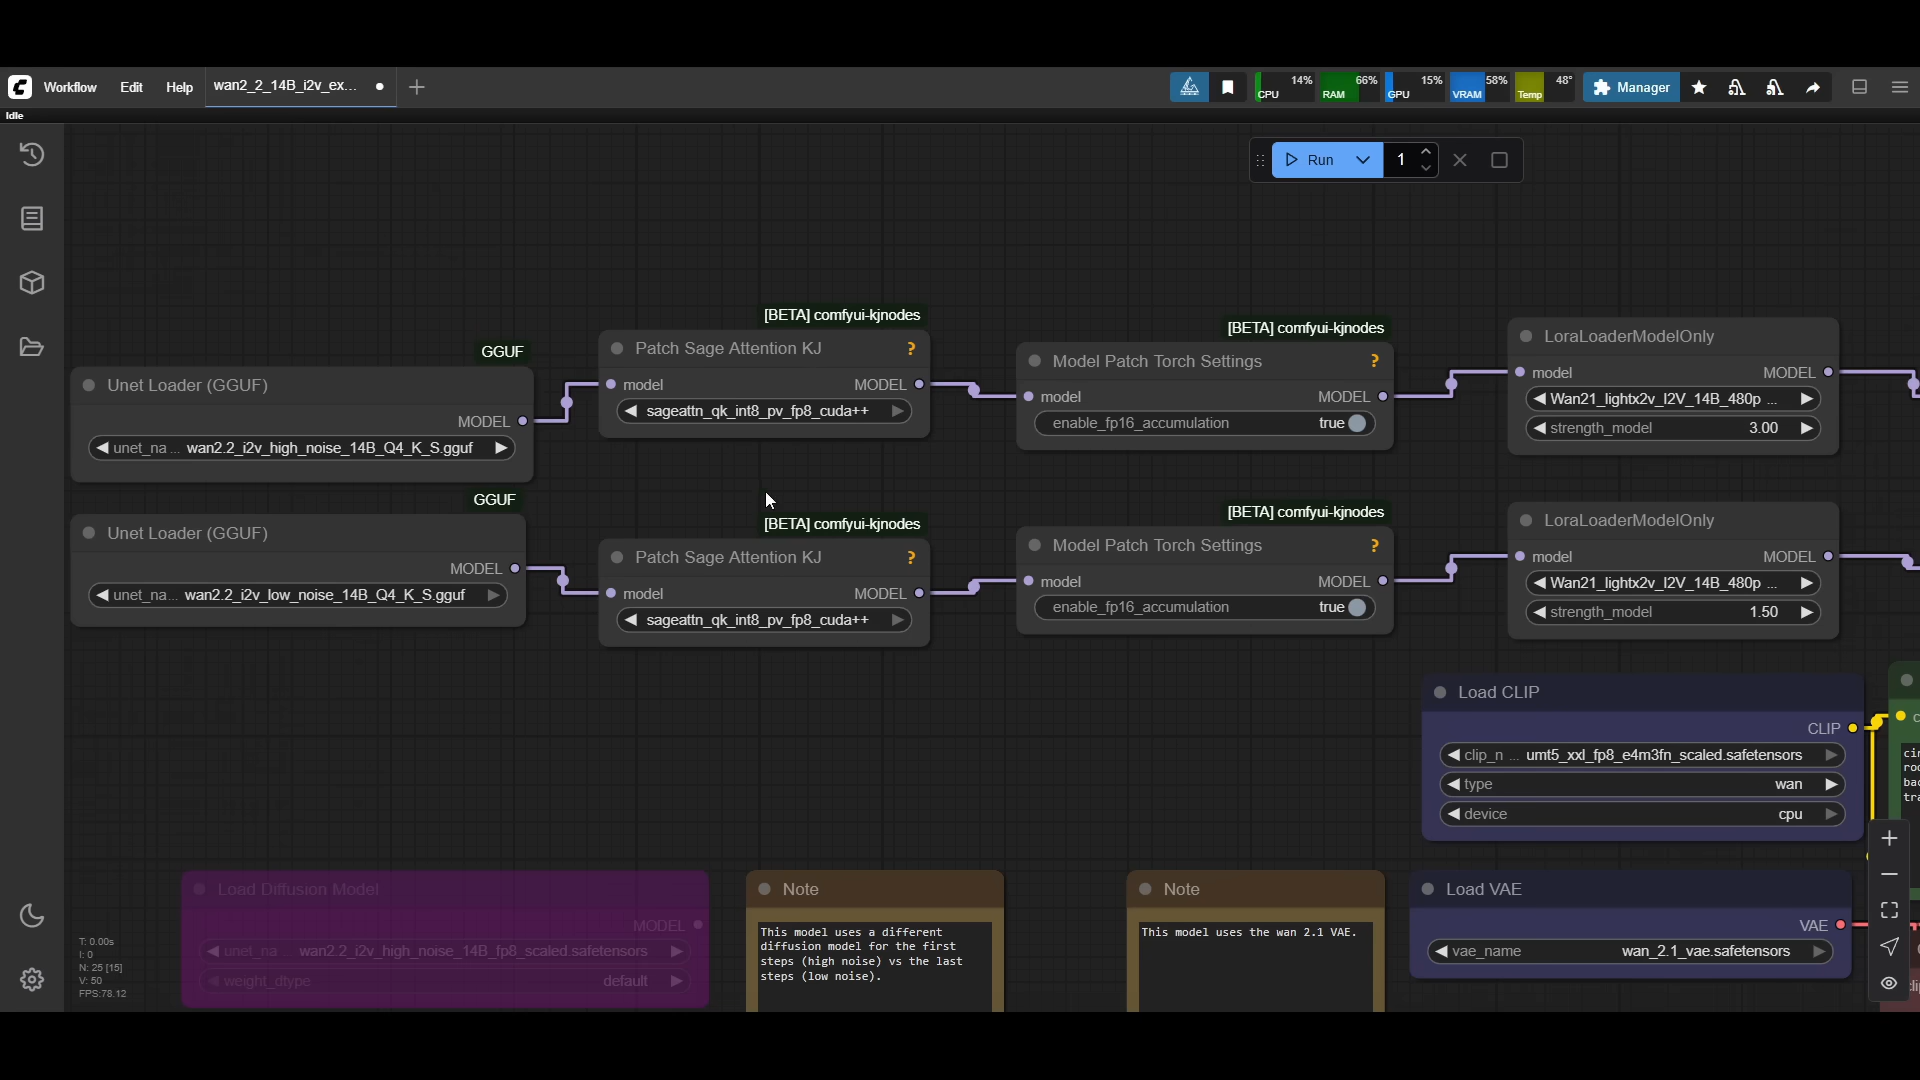 Workflow Edit Help wan2_2_14B_i2v_ex...
14% CPU 66% RAM 15% GPU 58% VRAM 48° Temp Manager
Idle
Run 1
[BETA] comfyui-kjnodes
[BETA] comfyui-kjnodes
GGUF
Patch Sage Attention KJ ?
model MODEL
sageattn_qk_int8_pv_fp8_cuda++
Model Patch Torch Settings ?
model MODEL
enable_fp16_accumulation true
LoraLoaderModelOnly
model MODEL
Wan21_lightx2v_I2V_14B_480p ...
strength_model 3.00
Unet Loader (GGUF)
MODEL
unet_na ... wan2.2_i2v_high_noise_14B_Q4_K_S.gguf
GGUF
Unet Loader (GGUF)
MODEL
unet_na... wan2.2_i2v_low_noise_14B_Q4_K_S.gguf
[BETA] comfyui-kjnodes
Patch Sage Attention KJ ?
model MODEL
sageattn_qk_int8_pv_fp8_cuda++
[BETA] comfyui-kjnodes
Model Patch Torch Settings ?
model MODEL
enable_fp16_accumulation true
LoraLoaderModelOnly
model MODEL
Wan21_lightx2v_I2V_14B_480p ...
strength_model 1.50
Load CLIP
CLIP
clip_n ... umt5_xxl_fp8_e4m3fn_scaled.safetensors
type wan
device cpu
Load Diffusion Model
MODEL
unet_na wan2.2_i2v_high_noise_14B_fp8_scaled.safetensors
weight_dtype default
Note
This model uses a different
diffusion model for the first
steps (high noise) vs the last
steps (low noise).
Note
This model uses the wan 2.1 VAE.
Load VAE
VAE
vae_name wan_2.1_vae.safetensors
T: 0.00s
I: 0
N: 25 [15]
V: 50
FPS:78.12